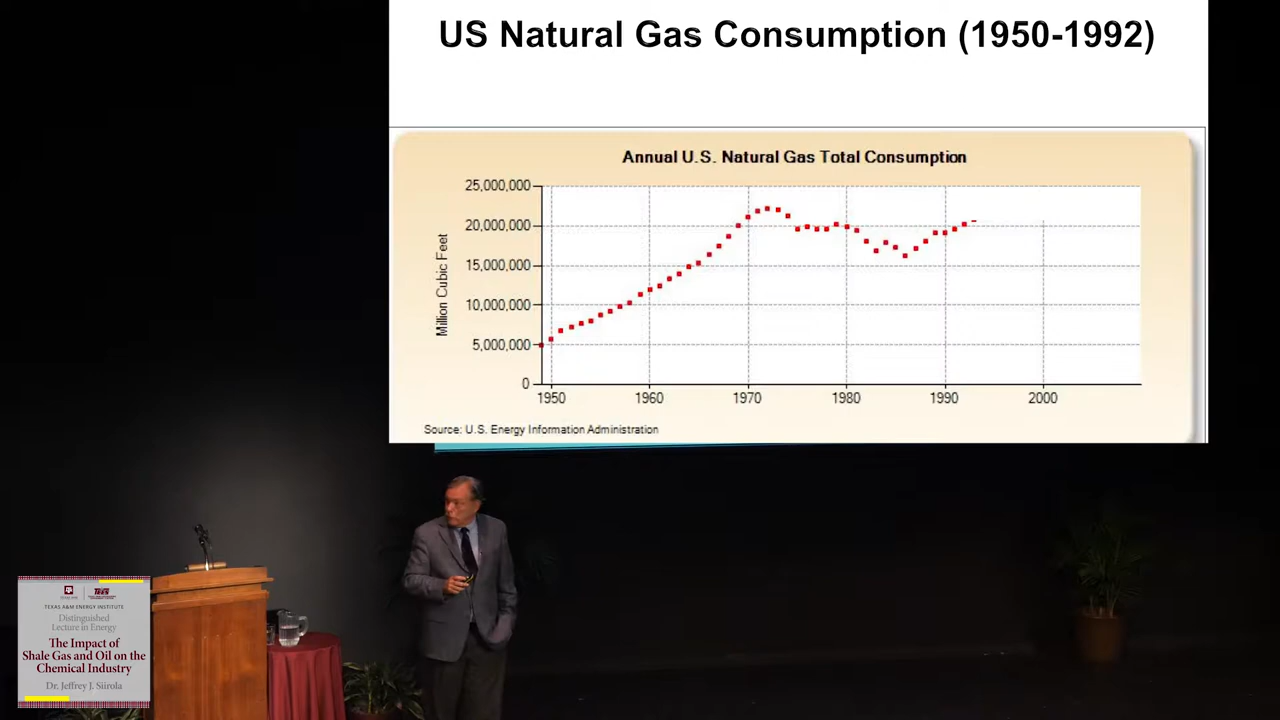 US Natural Gas Consumption (1950-1992)
Annual U.S. Natural Gas Total Consumption
Million Cubic Feet
25,000,000
20,000,000
15,000,000
10,000,000
5,000,000
0
1950 1960 1970 1980 1990 2000
Source: U.S. Energy Information Administration
TEXAS A&M ENERGY INSTITUTE
Distinguished
Lecture in Energy
The Impact of
Shale Gas and Oil on the
Chemical Industry
Dr. Jeffrey J. Siirola